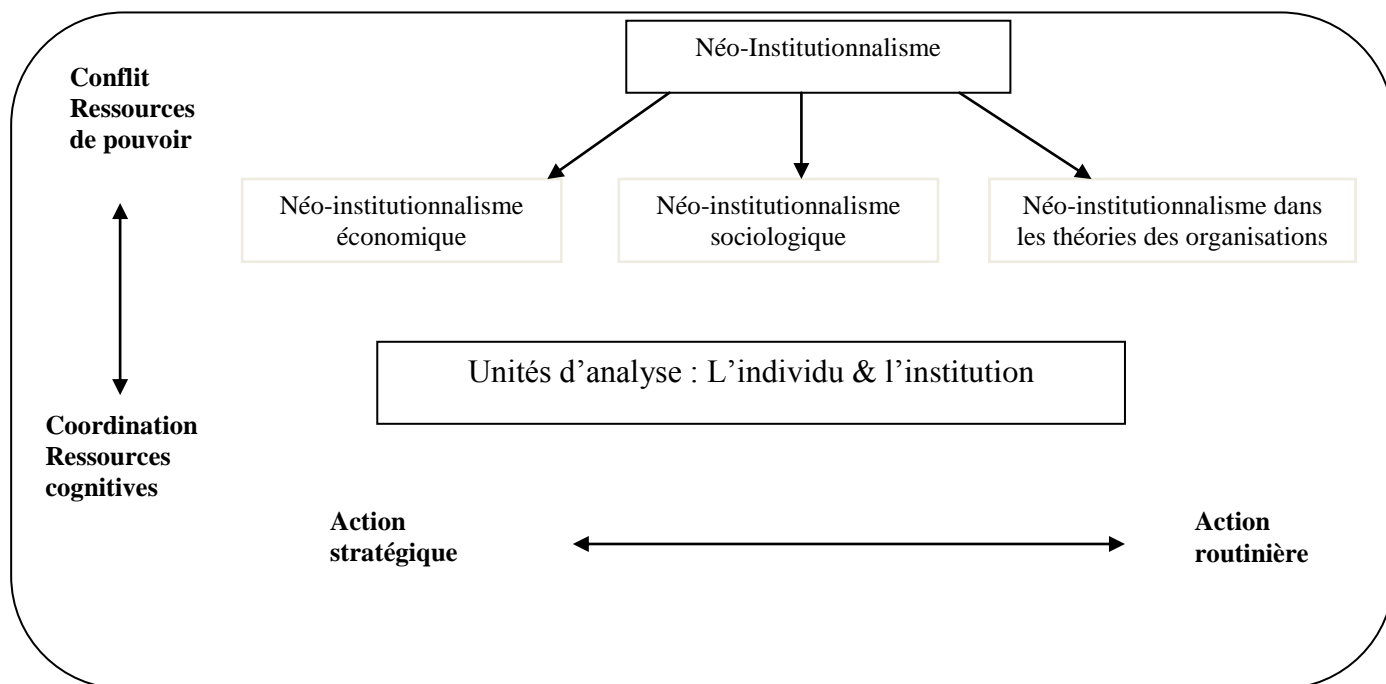 Néo-Institutionnalisme
Conflit
Ressources
de pouvoir
Néo-institutionnalisme
économique
Néo-institutionnalisme
sociologique
Néo-institutionnalisme dans
les théories des organisations
Unités d’analyse : L’individu & l’institution
Coordination
Ressources
cognitives
Action
stratégique
Action
routinière